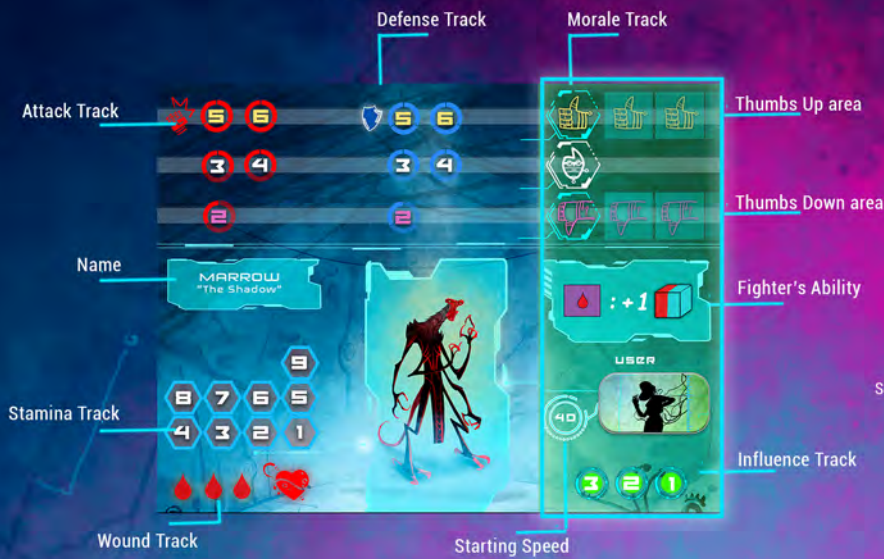 Defense Track
Morale Track
Attack Track
5 6
5 6
Thumbs Up area
3 4
3 4
2
2
Thumbs Down area
Name
MARROW
"The Shadow"
: +1
Fighter's Ability
USER
9
8 7 6 5
Stamina Track
4 3 2 1
40
S
Influence Track
3 2 1
Wound Track
Starting Speed